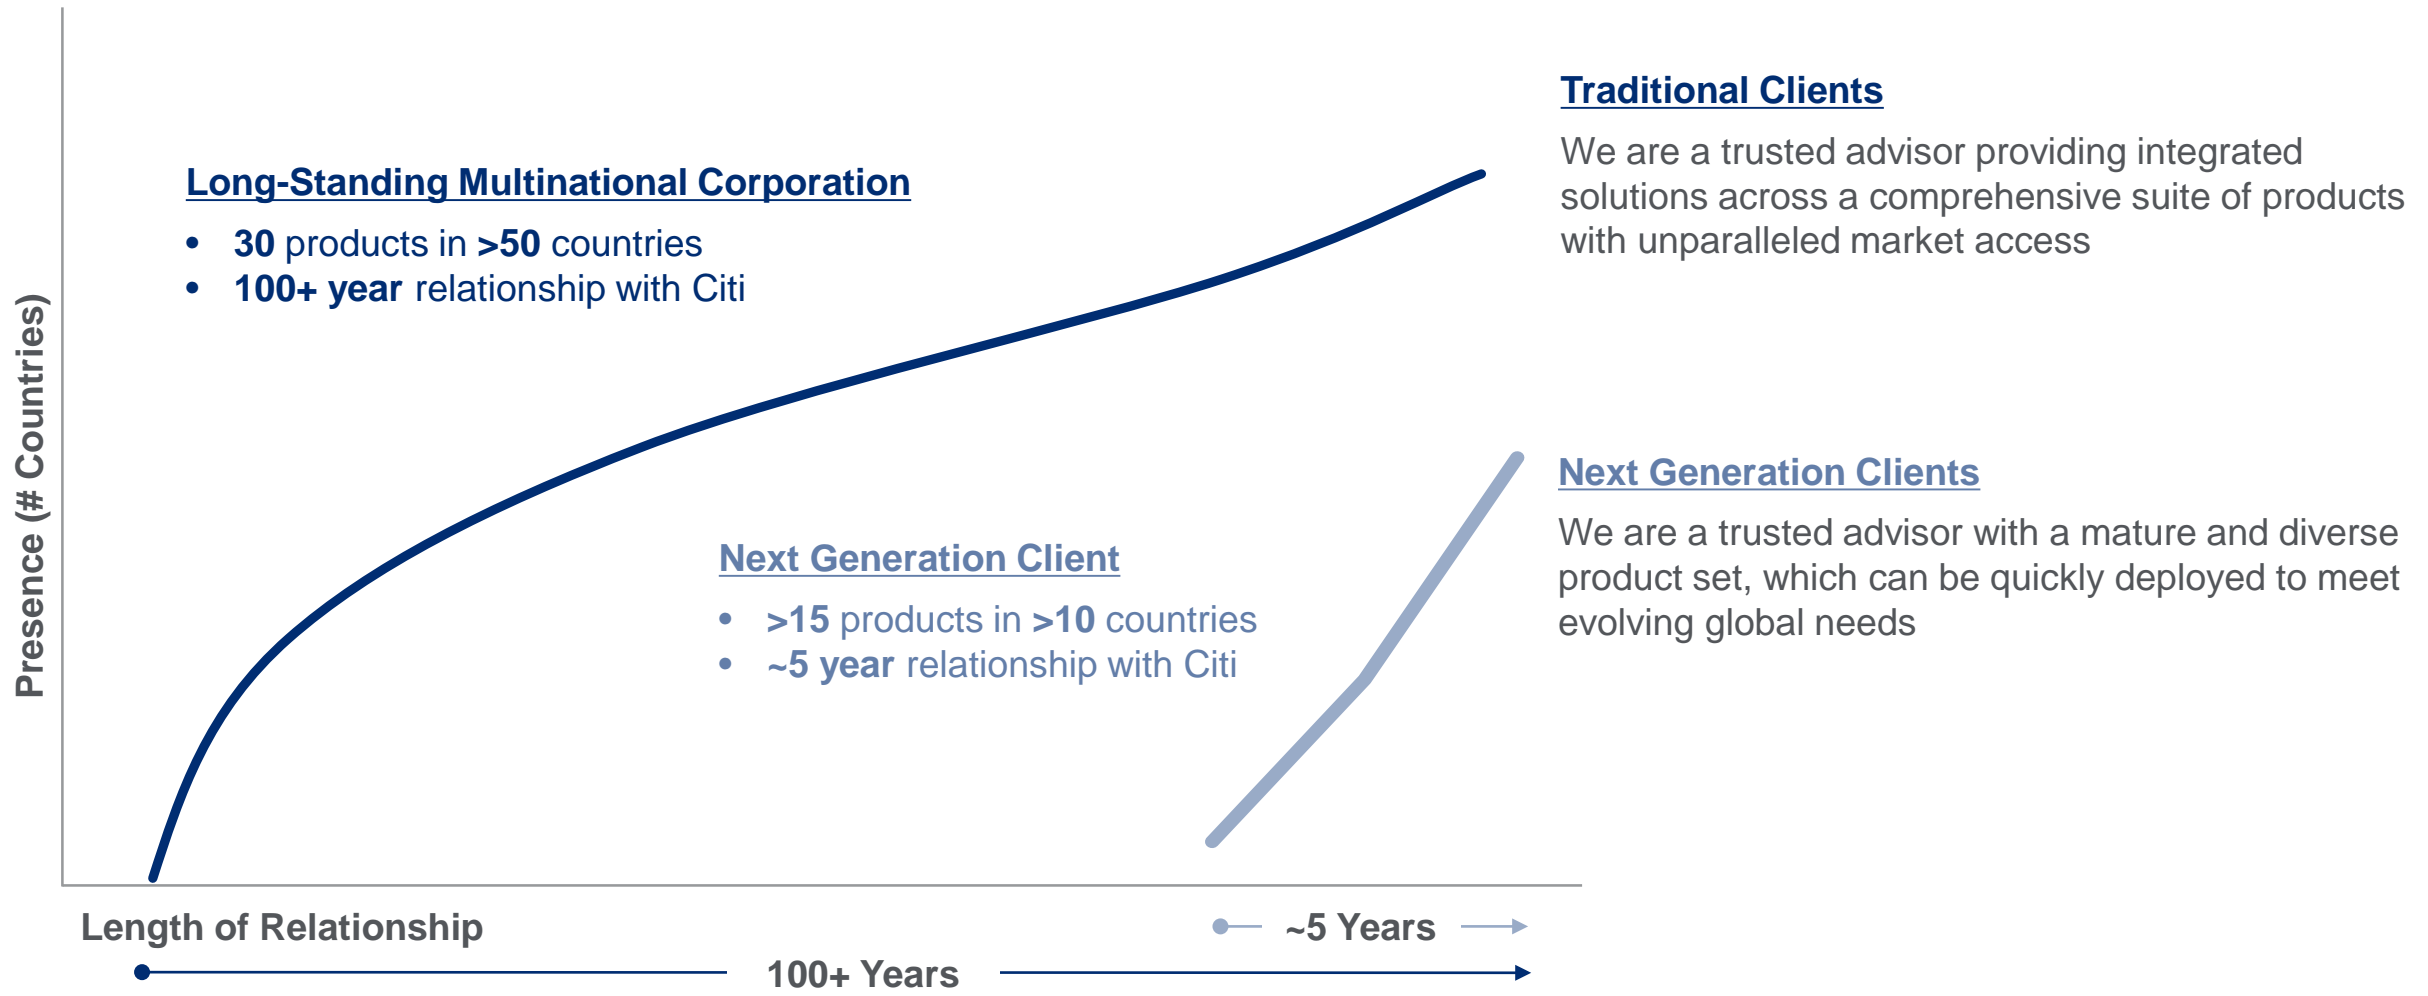 Presence (# Countries)
Long-Standing Multinational Corporation
• 30 products in >50 countries
• 100+ year relationship with Citi
Traditional Clients
We are a trusted advisor providing integrated
solutions across a comprehensive suite of products
with unparalleled market access
Next Generation Client
• >15 products in >10 countries
• ~5 year relationship with Citi
Next Generation Clients
We are a trusted advisor with a mature and diverse
product set, which can be quickly deployed to meet
evolving global needs
Length of Relationship
~5 Years
100+ Years